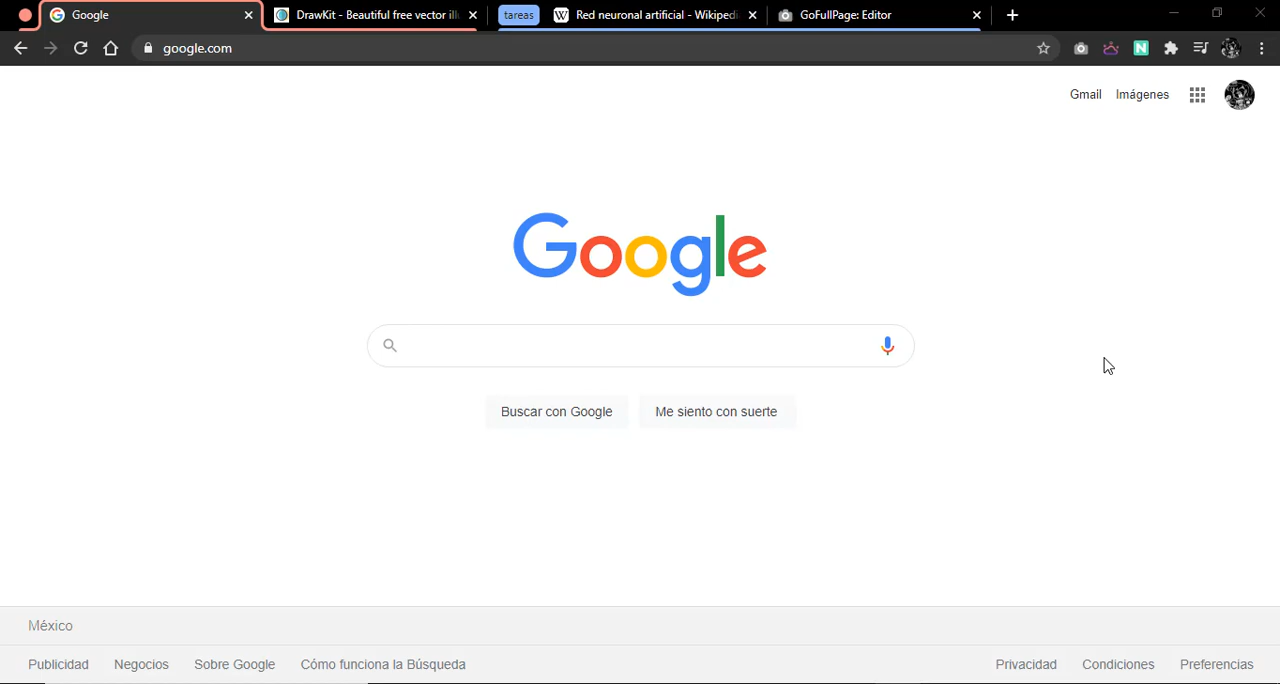 Google
DrawKit - Beautiful free vector ill
tareas
Red neuronal artificial - Wikiped
GoFullPage: Editor
google.com
Gmail
Imágenes
Google
Buscar con Google
Me siento con suerte
México
Publicidad
Negocios
Sobre Google
Cómo funciona la Búsqueda
Privacidad
Condiciones
Preferencias